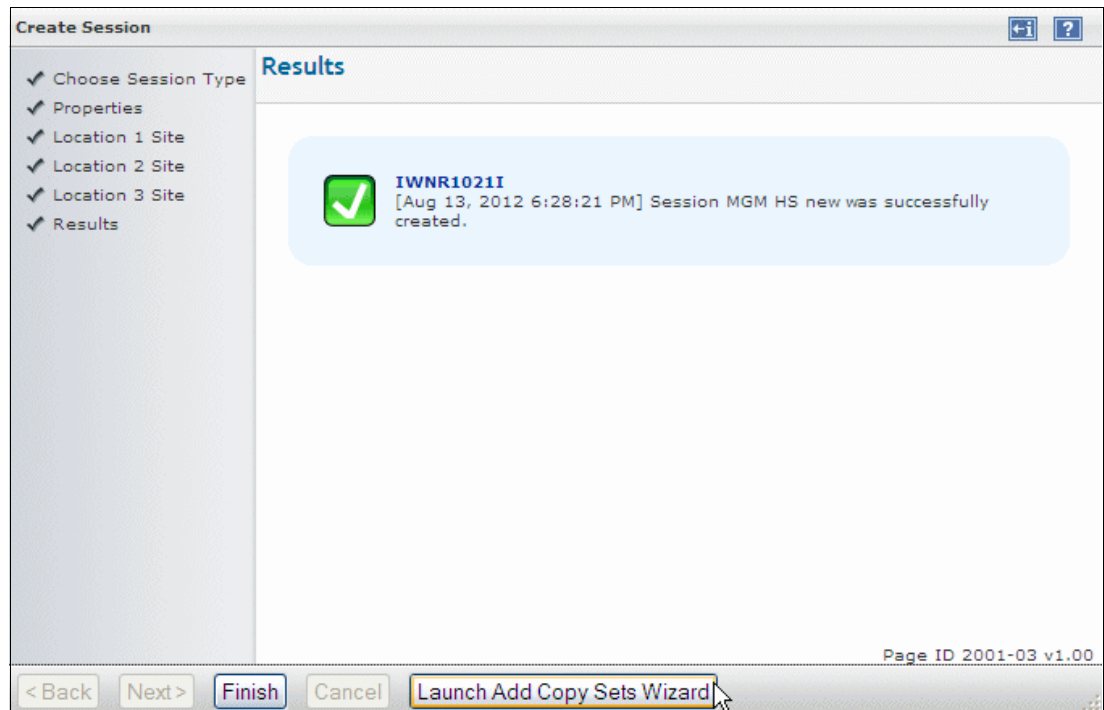 Create Session
Choose Session Type
Properties
Location 1 Site
Location 2 Site
Location 3 Site
Results
Results
IWNR1021I
[Aug 13, 2012 6:28:21 PM] Session MGM HS new was successfully
created.
Page ID 2001-03 v1.00
< Back Next > Finish Cancel Launch Add Copy Sets Wizard